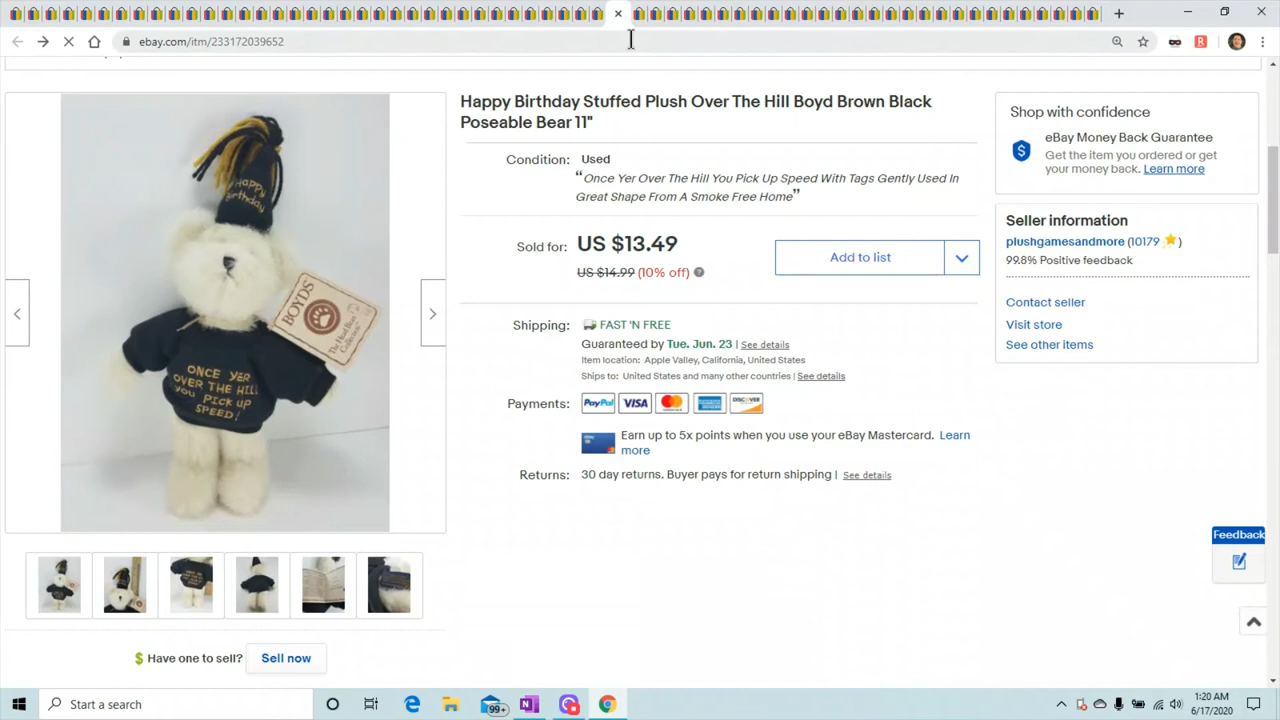 ebay.com/itm/233172039652
R
Happy Birthday Stuffed Plush Over The Hill Boyd Brown Black
Poseable Bear 11"
Condition: Used
“Once Yer Over The Hill You Pick Up Speed With Tags Gently Used In
Great Shape From A Smoke Free Home”
Sold for: US $13.49
US $14.99 (10% off)
Add to list
Shipping: FAST 'N FREE
Guaranteed by Tue. Jun. 23 | See details
Item location: Apple Valley, California, United States
Ships to: United States and many other countries | See details
Payments: PayPal VISA DISCOVER
Earn up to 5x points when you use your eBay Mastercard. Learn
more
Returns: 30 day returns. Buyer pays for return shipping | See details
Shop with confidence
eBay Money Back Guarantee
Get the item you ordered or get
your money back. Learn more
Seller information
plushgamesandmore (10179 )
99.8% Positive feedback
Contact seller
Visit store
See other items
Feedback
Happy
Birthday
BOYDS
The Head Bean
Collection
ONCE YER
OVER THE HILL
YOU PICK UP
SPEED!
Have one to sell? Sell now
Start a search
99+
1:20 AM
6/17/2020